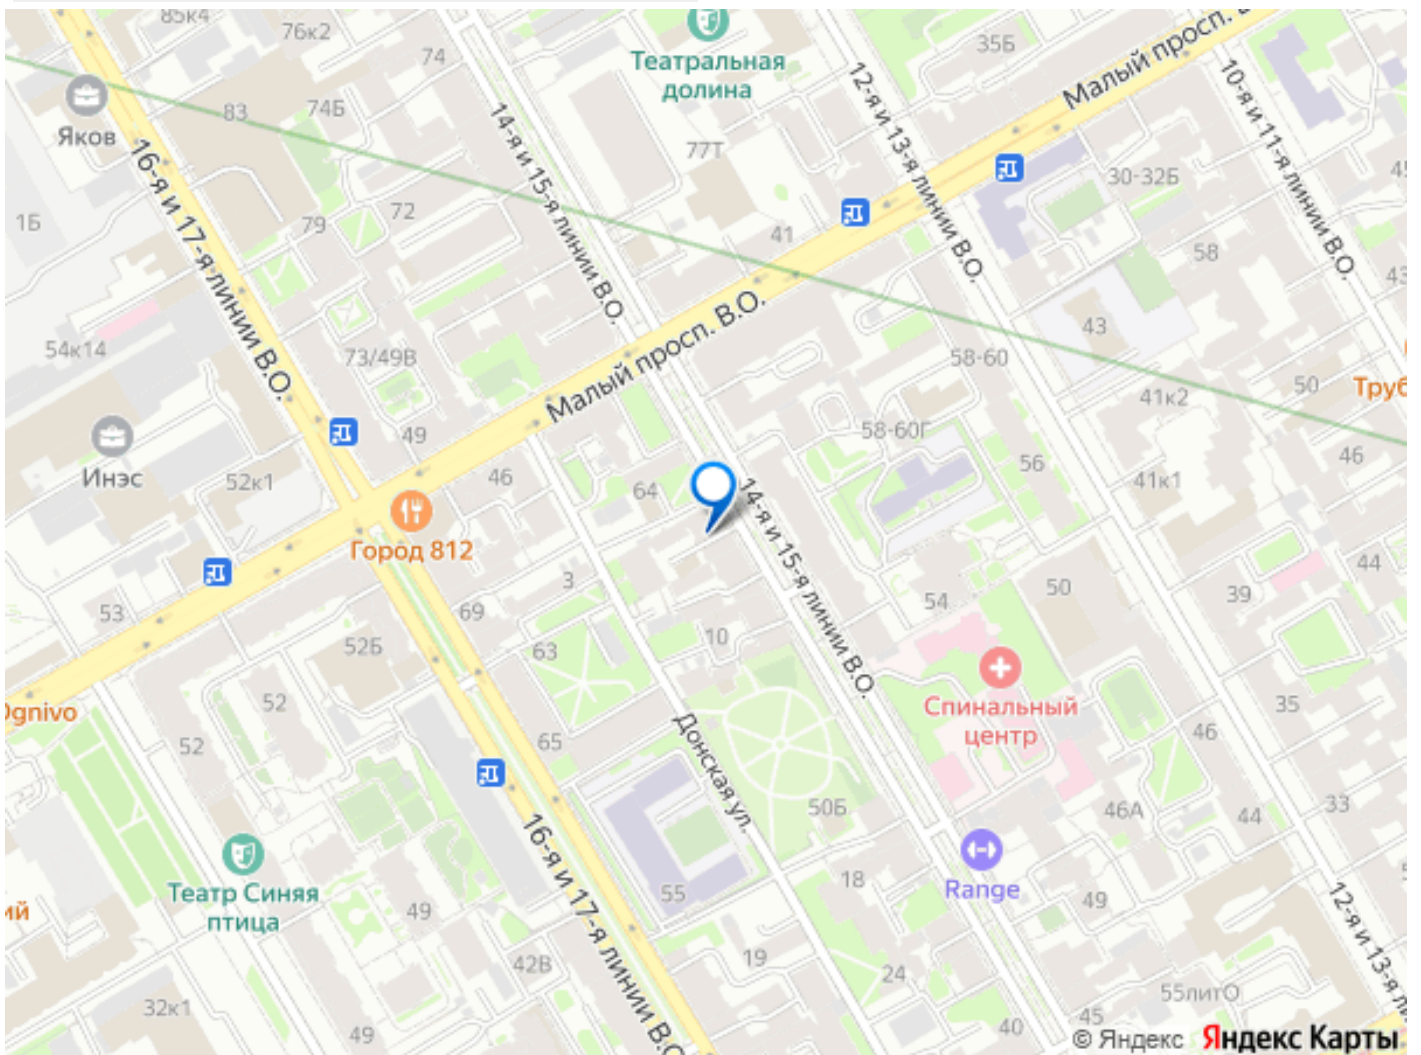 85к4
76к2
74
Театральная
долина
35Б
Малый просп.
Яков
83
74Б
14-я и 15-я линии В.О.
77Т
12-я и 13-я линии В.О.
10-я и 11-я линии В.О.
30-32Б
45
1Б
16-я и 17-я линии В.О.
79
72
41
58
43
54к14
73/49В
Малый просп. В.О.
58-60
43
50
Труб
41к2
49
58-60Г
Инэс
52к1
46
64
56
41к1
46
Город 812
14-я и 15-я линии В.О.
3
53
69
54
50
39
44
52Б
63
10
Спинальный
центр
Ognivo
52
52
65
Донская ул.
35
46
50Б
46А
44
33
Театр Синяя
птица
16-я и 17-я линии В.О.
55
18
Range
49
12-я и 13-я
ий
49
42В
19
24
55литО
32к1
49
40
45
© Яндекс Яндекс Карты